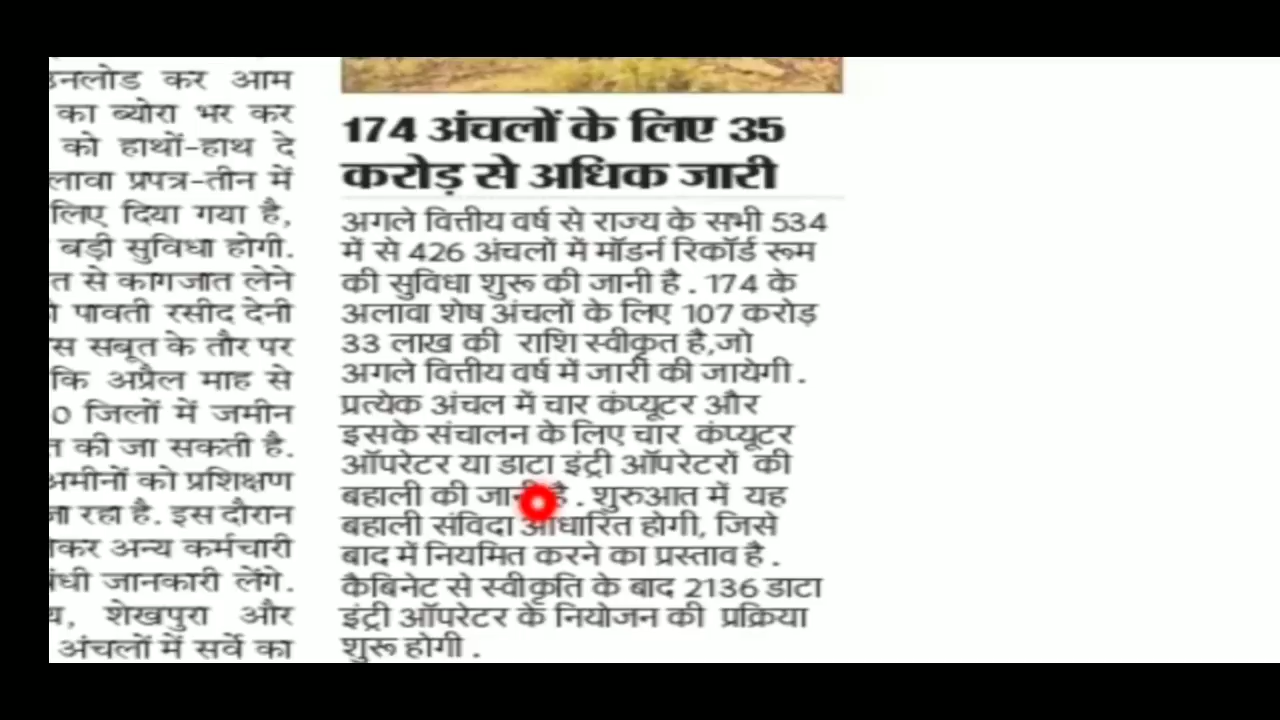 डनलोड कर आम
का ब्योरा भर कर
को हाथों-हाथ दे
लावा प्रपत्र-तीन में
लिए दिया गया है,
बड़ी सुविधा होगी.
त से कागजात लेने
पावती रसीद देनी
स सबूत के तौर पर
कि अप्रैल माह से
0 जिलों में जमीन
की जा सकती है.
अमीनों को प्रशिक्षण
ना रहा है. इस दौरान
कर अन्य कर्मचारी
बंधी जानकारी लेंगे.
शेखपुरा और
अंचलों में सर्वे का
174 अंचलों के लिए 35
करोड़ से अधिक जारी
अगले वित्तीय वर्ष से राज्य के सभी 534
में से 426 अंचलों में मॉडर्न रिकॉर्ड रूम
की सुविधा शुरू की जानी है . 174 के
अलावा शेष अंचलों के लिए 107 करोड़
33 लाख की राशि स्वीकृत है,जो
अगले वित्तीय वर्ष में जारी की जायेगी .
प्रत्येक अंचल में चार कंप्यूटर और
इसके संचालन के लिए चार कंप्यूटर
ऑपरेटर या डाटा इंट्री ऑपरेटरों की
बहाली की जानी है . शुरुआत में यह
बहाली संविदा आधारित होगी, जिसे
बाद में नियमित करने का प्रस्ताव है .
कैबिनेट से स्वीकृति के बाद 2136 डाटा
इंट्री ऑपरेटर के नियोजन की प्रक्रिया
शुरू होगी .